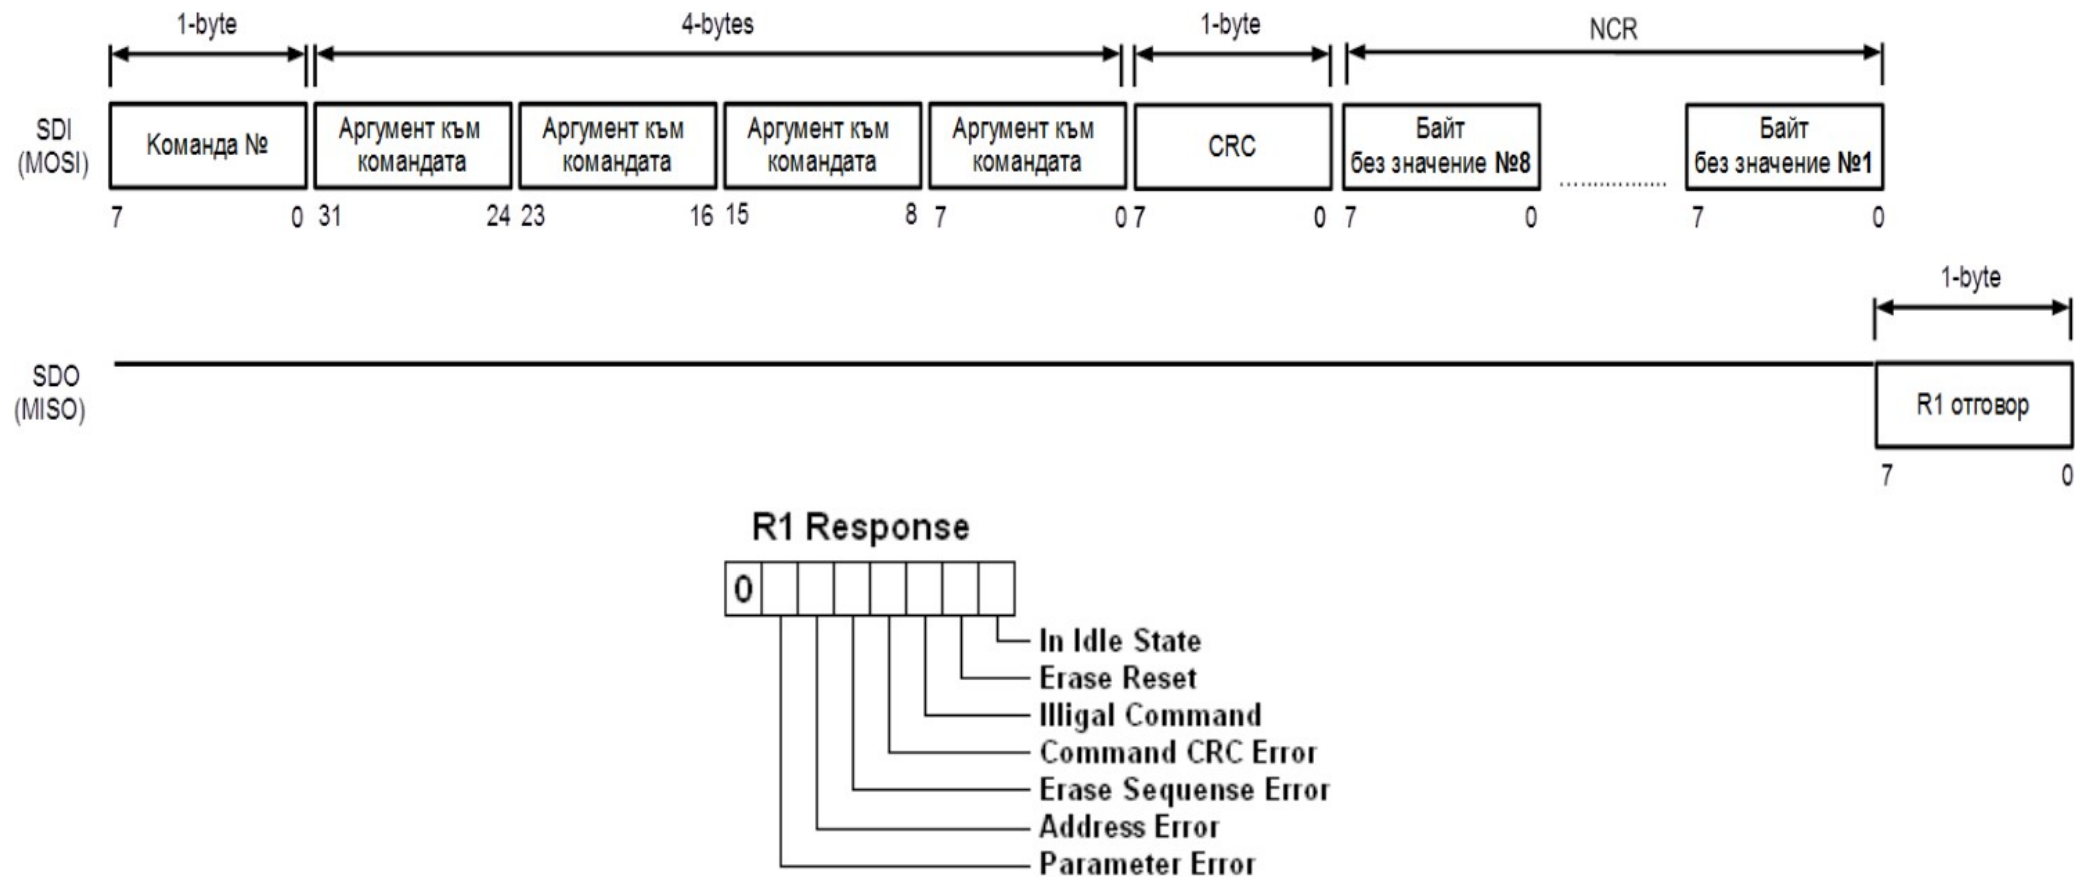 1-byte
4-bytes
1-byte
NCR
SDI
(MOSI)
Команда №
Аргумент към
командата
Аргумент към
командата
Аргумент към
командата
Аргумент към
командата
CRC
Байт
без значение №8
.................
Байт
без значение №1
7 0 31 24 23 16 15 8 7 0 7 0 7 0 7 0
1-byte
SDO
(MISO)
R1 отговор
7 0
R1 Response
0
In Idle State
Erase Reset
Illigal Command
Command CRC Error
Erase Sequense Error
Address Error
Parameter Error